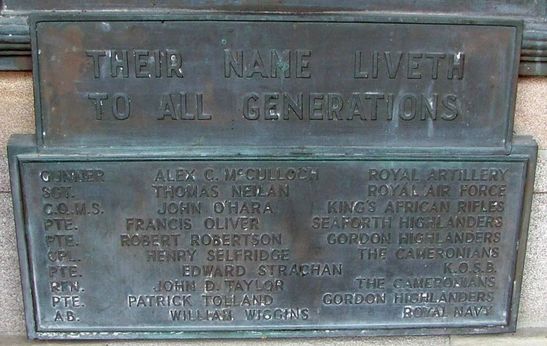 THEIR NAME LIVETH
TO ALL GENERATIONS
GUNNER ALEX C. McCULLOCH ROYAL ARTILLERY
SGT. THOMAS NEILAN ROYAL AIR FORCE
C.Q.M.S. JOHN O'HARA KING'S AFRICAN RIFLES
PTE. FRANCIS OLIVER SEAFORTH HIGHLANDERS
PTE. ROBERT ROBERTSON GORDON HIGHLANDERS
CPL. HENRY SELFRIDGE THE CAMERONIANS
PTE. EDWARD STRACHAN K.O.S.B.
RFN. JOHN D. TAYLOR THE CAMERONIANS
PTE. PATRICK TOLLAND GORDON HIGHLANDERS
A.B. WILLIAM WIGGINS ROYAL NAVY